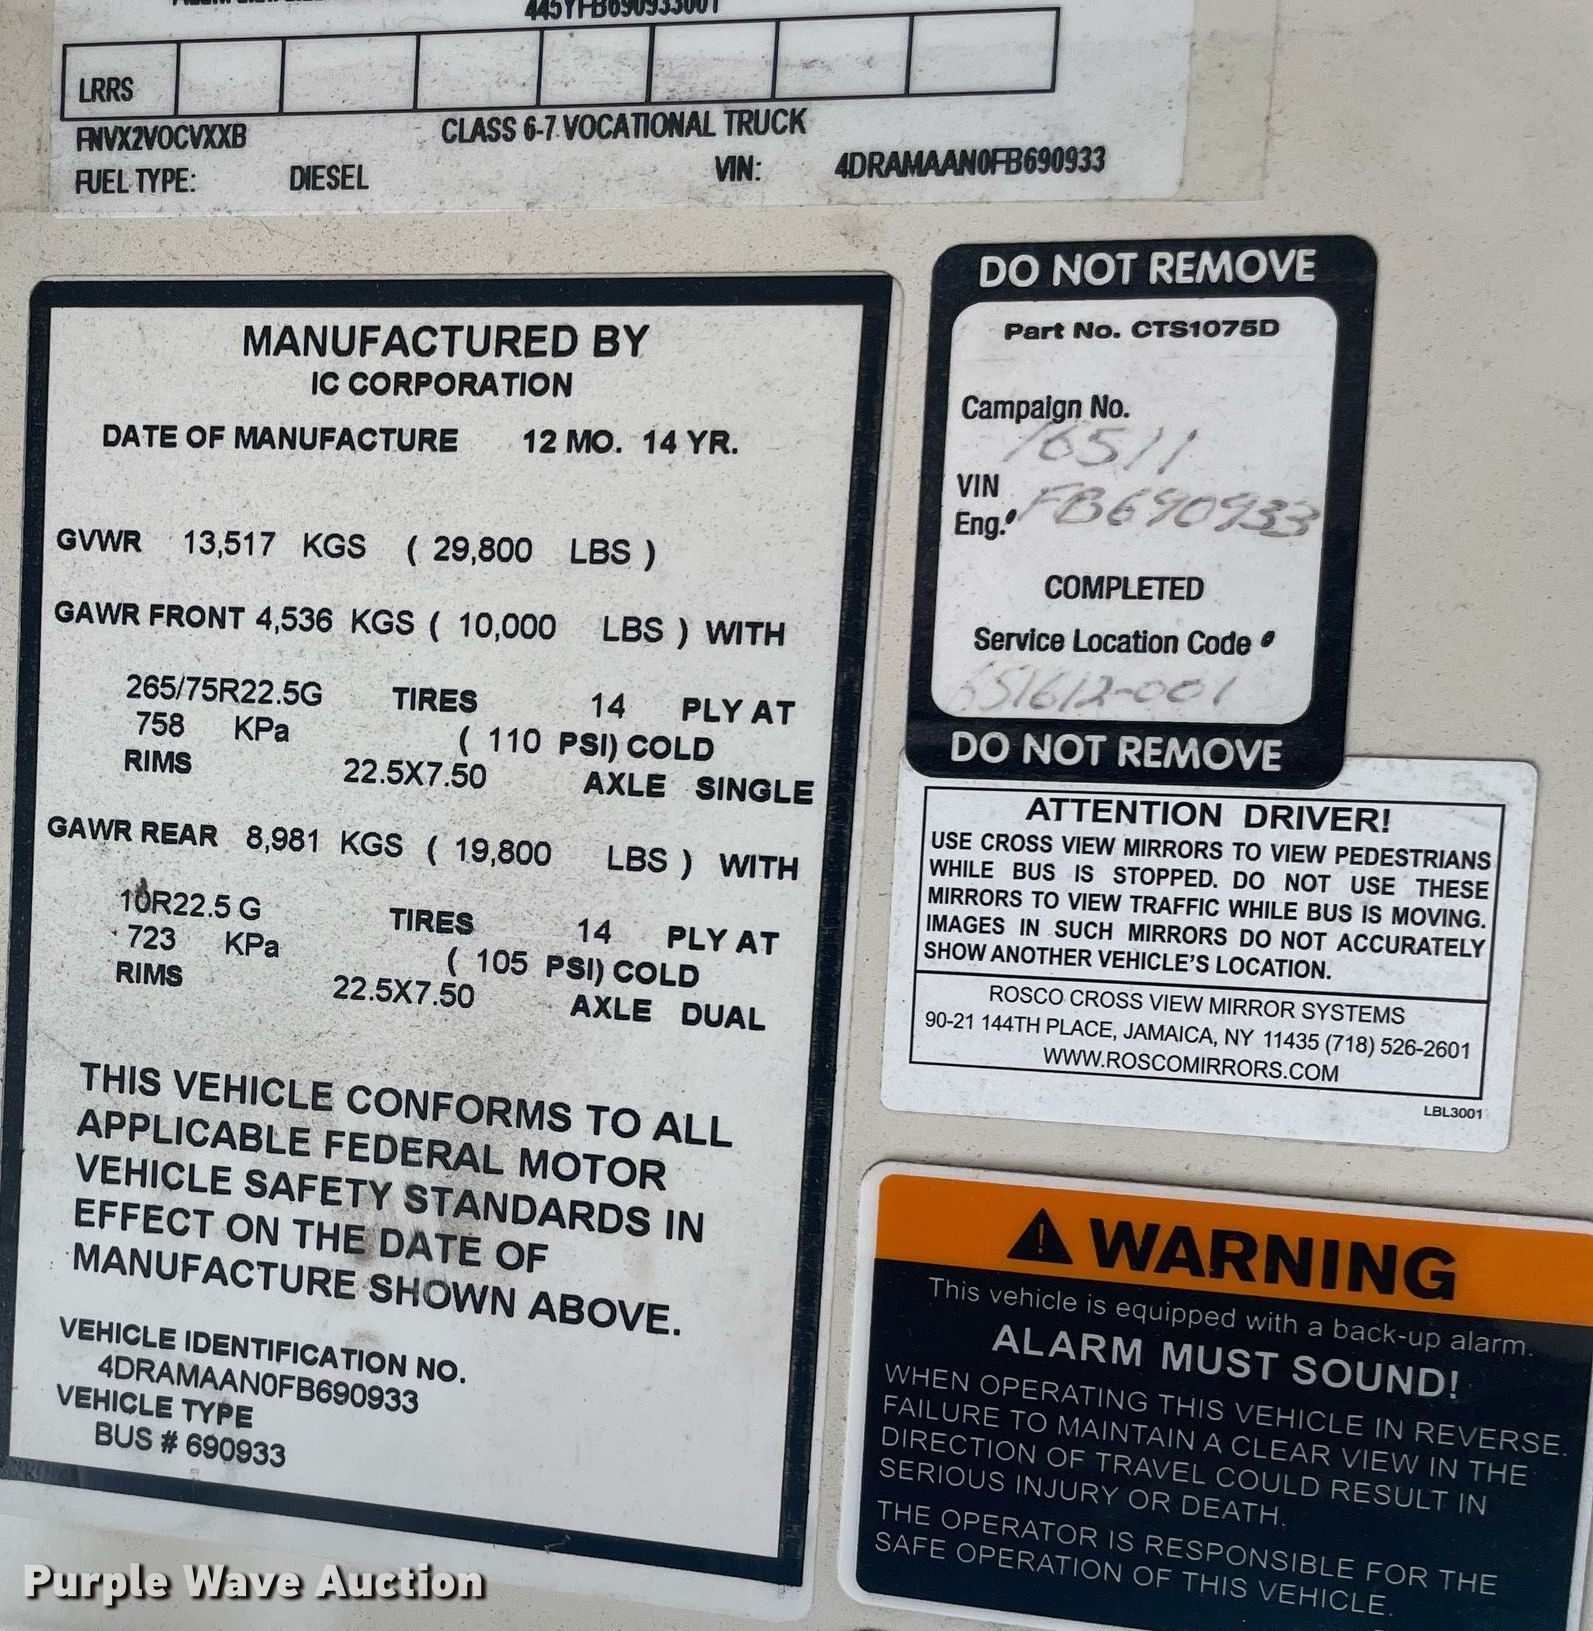 445YFB690933001
LRRS
FNVX2VOCVXXB
CLASS 6-7 VOCATIONAL TRUCK
FUEL TYPE: DIESEL VIN: 4DRAMAAN0FB690933
MANUFACTURED BY
IC CORPORATION
DATE OF MANUFACTURE 12 MO. 14 YR.
GVWR 13,517 KGS ( 29,800 LBS )
GAWR FRONT 4,536 KGS ( 10,000 LBS ) WITH
265/75R22.5G TIRES 14 PLY AT
758 KPa ( 110 PSI) COLD
RIMS 22.5X7.50 AXLE SINGLE
GAWR REAR 8,981 KGS ( 19,800 LBS ) WITH
10R22.5 G TIRES 14 PLY AT
723 KPa ( 105 PSI) COLD
RIMS 22.5X7.50 AXLE DUAL
THIS VEHICLE CONFORMS TO ALL
APPLICABLE FEDERAL MOTOR
VEHICLE SAFETY STANDARDS IN
EFFECT ON THE DATE OF
MANUFACTURE SHOWN ABOVE.
VEHICLE IDENTIFICATION NO.
4DRAMAAN0FB690933
VEHICLE TYPE
BUS # 690933
DO NOT REMOVE
Part No. CTS1075D
Campaign No.
16511
VIN
Eng. FB690933
COMPLETED
Service Location Code
651612-001
DO NOT REMOVE
ATTENTION DRIVER!
USE CROSS VIEW MIRRORS TO VIEW PEDESTRIANS
WHILE BUS IS STOPPED. DO NOT USE THESE
MIRRORS TO VIEW TRAFFIC WHILE BUS IS MOVING.
IMAGES IN SUCH MIRRORS DO NOT ACCURATELY
SHOW ANOTHER VEHICLE'S LOCATION.
ROSCO CROSS VIEW MIRROR SYSTEMS
90-21 144TH PLACE, JAMAICA, NY 11435 (718) 526-2601
WWW.ROSCOMIRRORS.COM
LBL3001
WARNING
This vehicle is equipped with a back-up alarm.
ALARM MUST SOUND!
WHEN OPERATING THIS VEHICLE IN REVERSE.
FAILURE TO MAINTAIN A CLEAR VIEW IN THE
DIRECTION OF TRAVEL COULD RESULT IN
SERIOUS INJURY OR DEATH.
THE OPERATOR IS RESPONSIBLE FOR THE
SAFE OPERATION OF THIS VEHICLE.
Purple Wave Auction